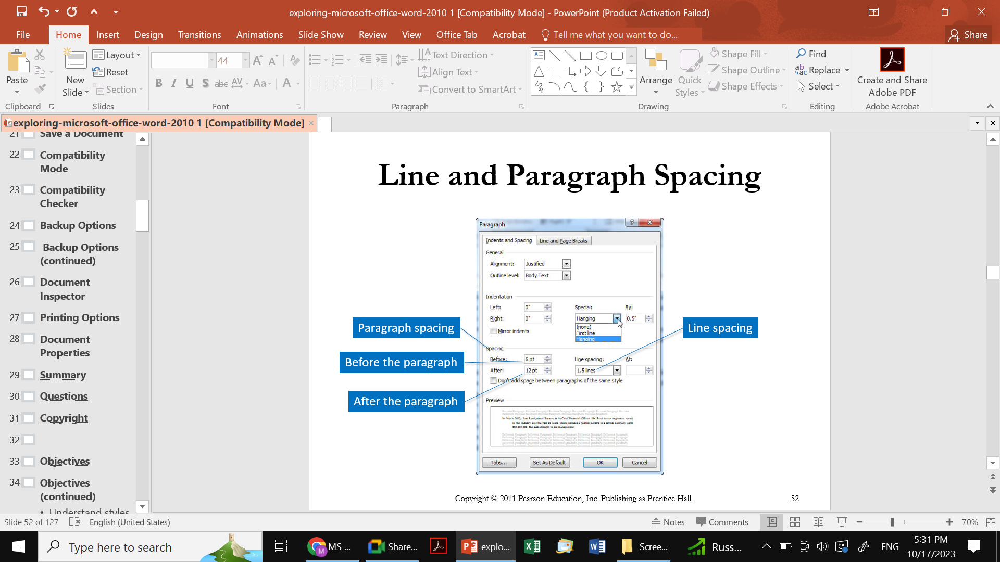 exploring-microsoft-office-word-2010 1 [Compatibility Mode] - PowerPoint (Product Activation Failed)
File Home Insert Design Transitions Animations Slide Show Review View Office Tab Acrobat Tell me what you want to do... Share
Paste
Clipboard
New Slide
Layout
Reset
Section
Slides
44
B I U S abc AV Aa A
Font
Text Direction
Align Text
Convert to SmartArt
Paragraph
Arrange
Quick Styles
Shape Fill
Shape Outline
Shape Effects
Drawing
Find
Replace
Select
Editing
Create and Share Adobe PDF
Adobe Acrobat
exploring-microsoft-office-word-2010 1 [Compatibility Mode]
21 Save a Document
22 Compatibility
Mode
23 Compatibility
Checker
24 Backup Options
25 Backup Options
(continued)
26 Document
Inspector
27 Printing Options
28 Document
Properties
29 Summary
30 Questions
31 Copyright
32
33 Objectives
34 Objectives
(continued)
• Understand styles
Line and Paragraph Spacing
Paragraph
Indents and Spacing Line and Page Breaks
General
Alignment: Justified
Outline level: Body Text
Indentation
Left: 0" Special: By:
Right: 0" Hanging 0.5"
(none)
First line
Hanging
Mirror indents
Spacing
Before: 6 pt Line spacing: At:
After: 12 pt 1.5 lines
Don't add space between paragraphs of the same style
Preview
Tabs... Set As Default OK Cancel
Paragraph spacing
Before the paragraph
After the paragraph
Line spacing
Copyright © 2011 Pearson Education, Inc. Publishing as Prentice Hall. 52
Slide 52 of 127 English (United States) Notes Comments 70%
Type here to search MS ... Share... explo... Scree... Russ... ENG
5:31 PM
10/17/2023